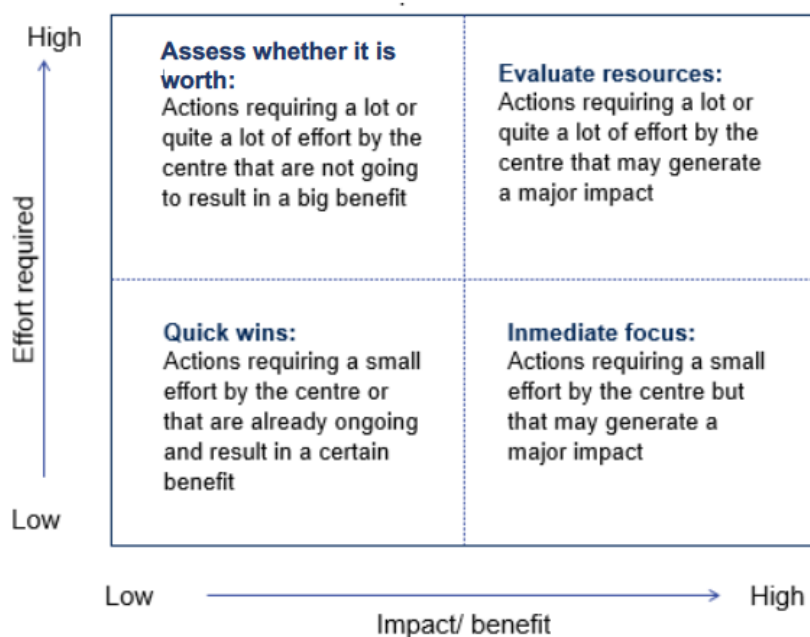 High
Assess whether it is
worth:
Actions requiring a lot or
quite a lot of effort by the
centre that are not going
to result in a big benefit
Evaluate resources:
Actions requiring a lot or
quite a lot of effort by the
centre that may generate
a major impact
Effort required
Quick wins:
Actions requiring a small
effort by the centre or
that are already ongoing
and result in a certain
benefit
Inmediate focus:
Actions requiring a small
effort by the centre but
that may generate a
major impact
Low
Low
High
Impact/ benefit